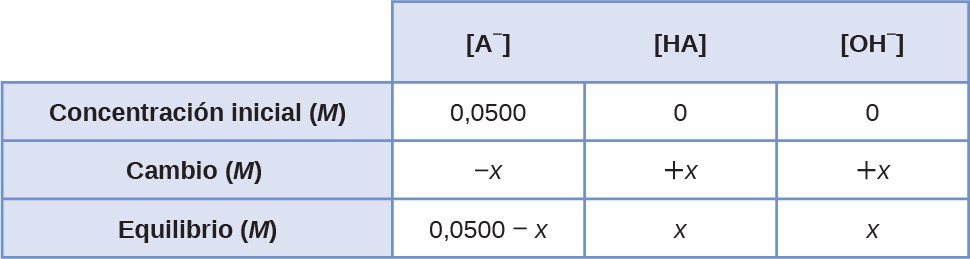 [A⁻] [HA] [OH⁻]
Concentración inicial (M) 0,0500 0 0
Cambio (M) −x +x +x
Equilibrio (M) 0,0500 − x x x